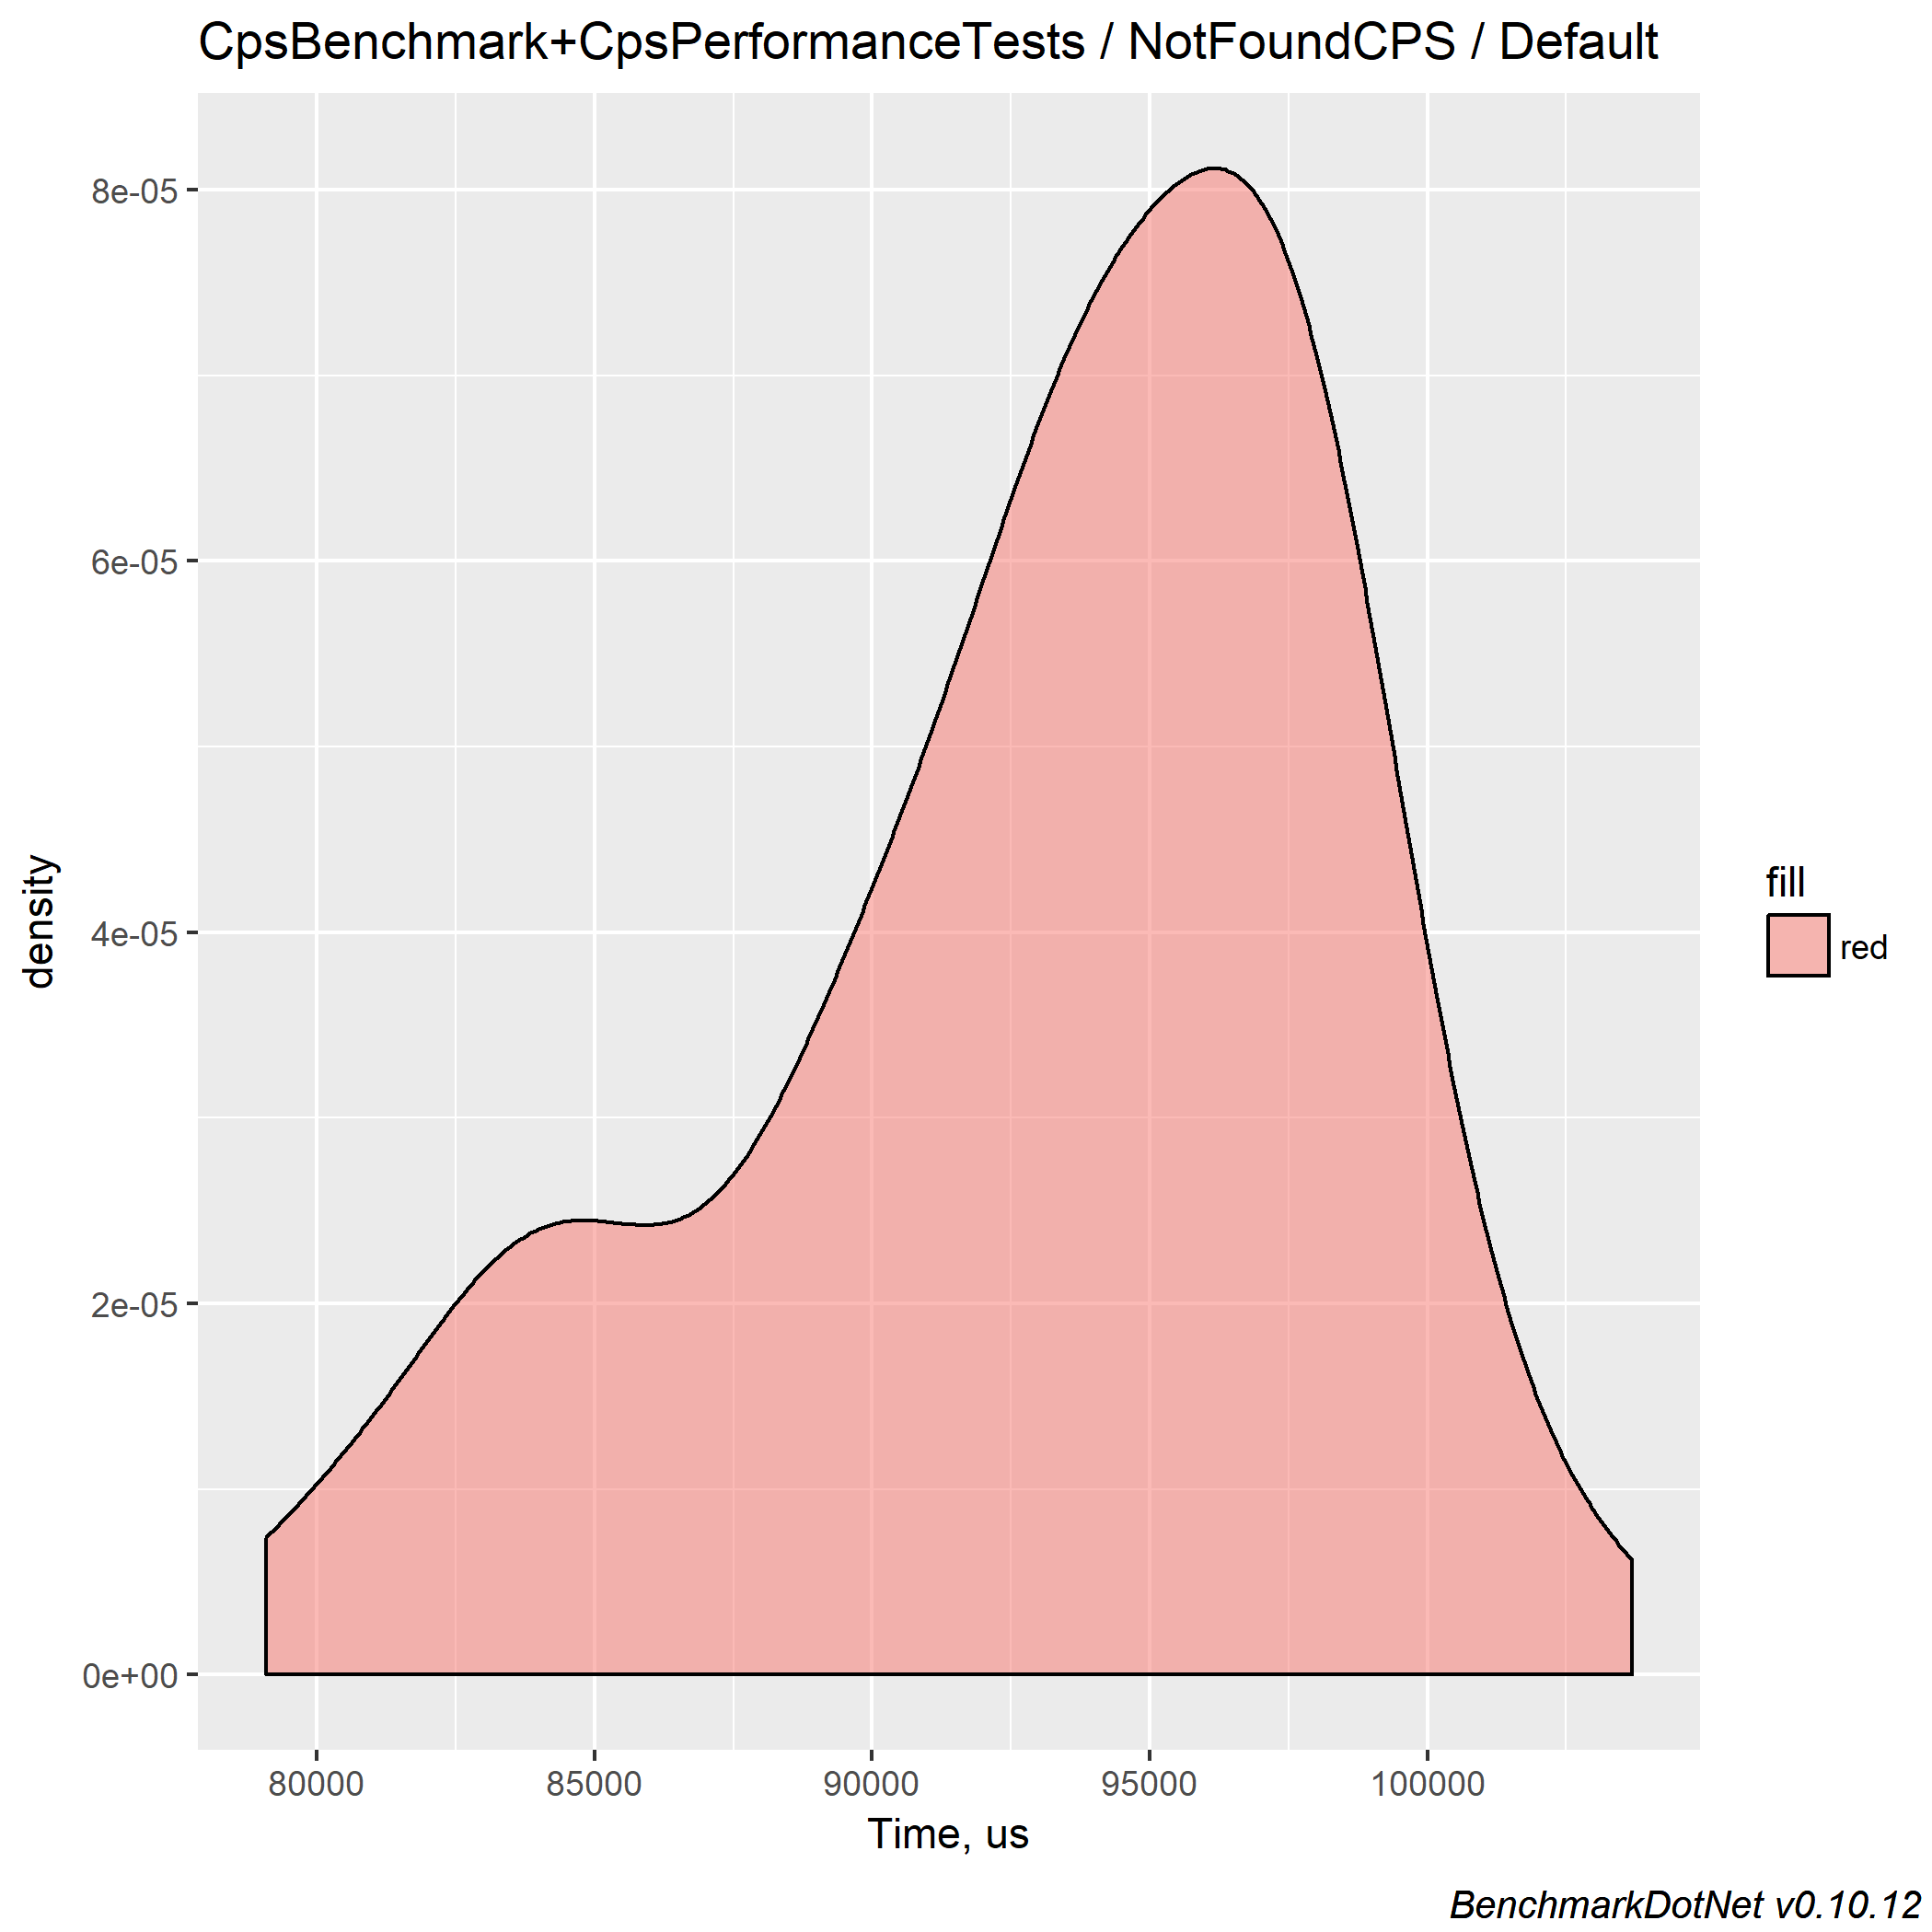 CpsBenchmark+CpsPerformanceTests / NotFoundCPS / Default
8e-05
6e-05
4e-05
2e-05
0e+00
density
80000 85000 90000 95000 100000
Time, us
fill
red
BenchmarkDotNet v0.10.12